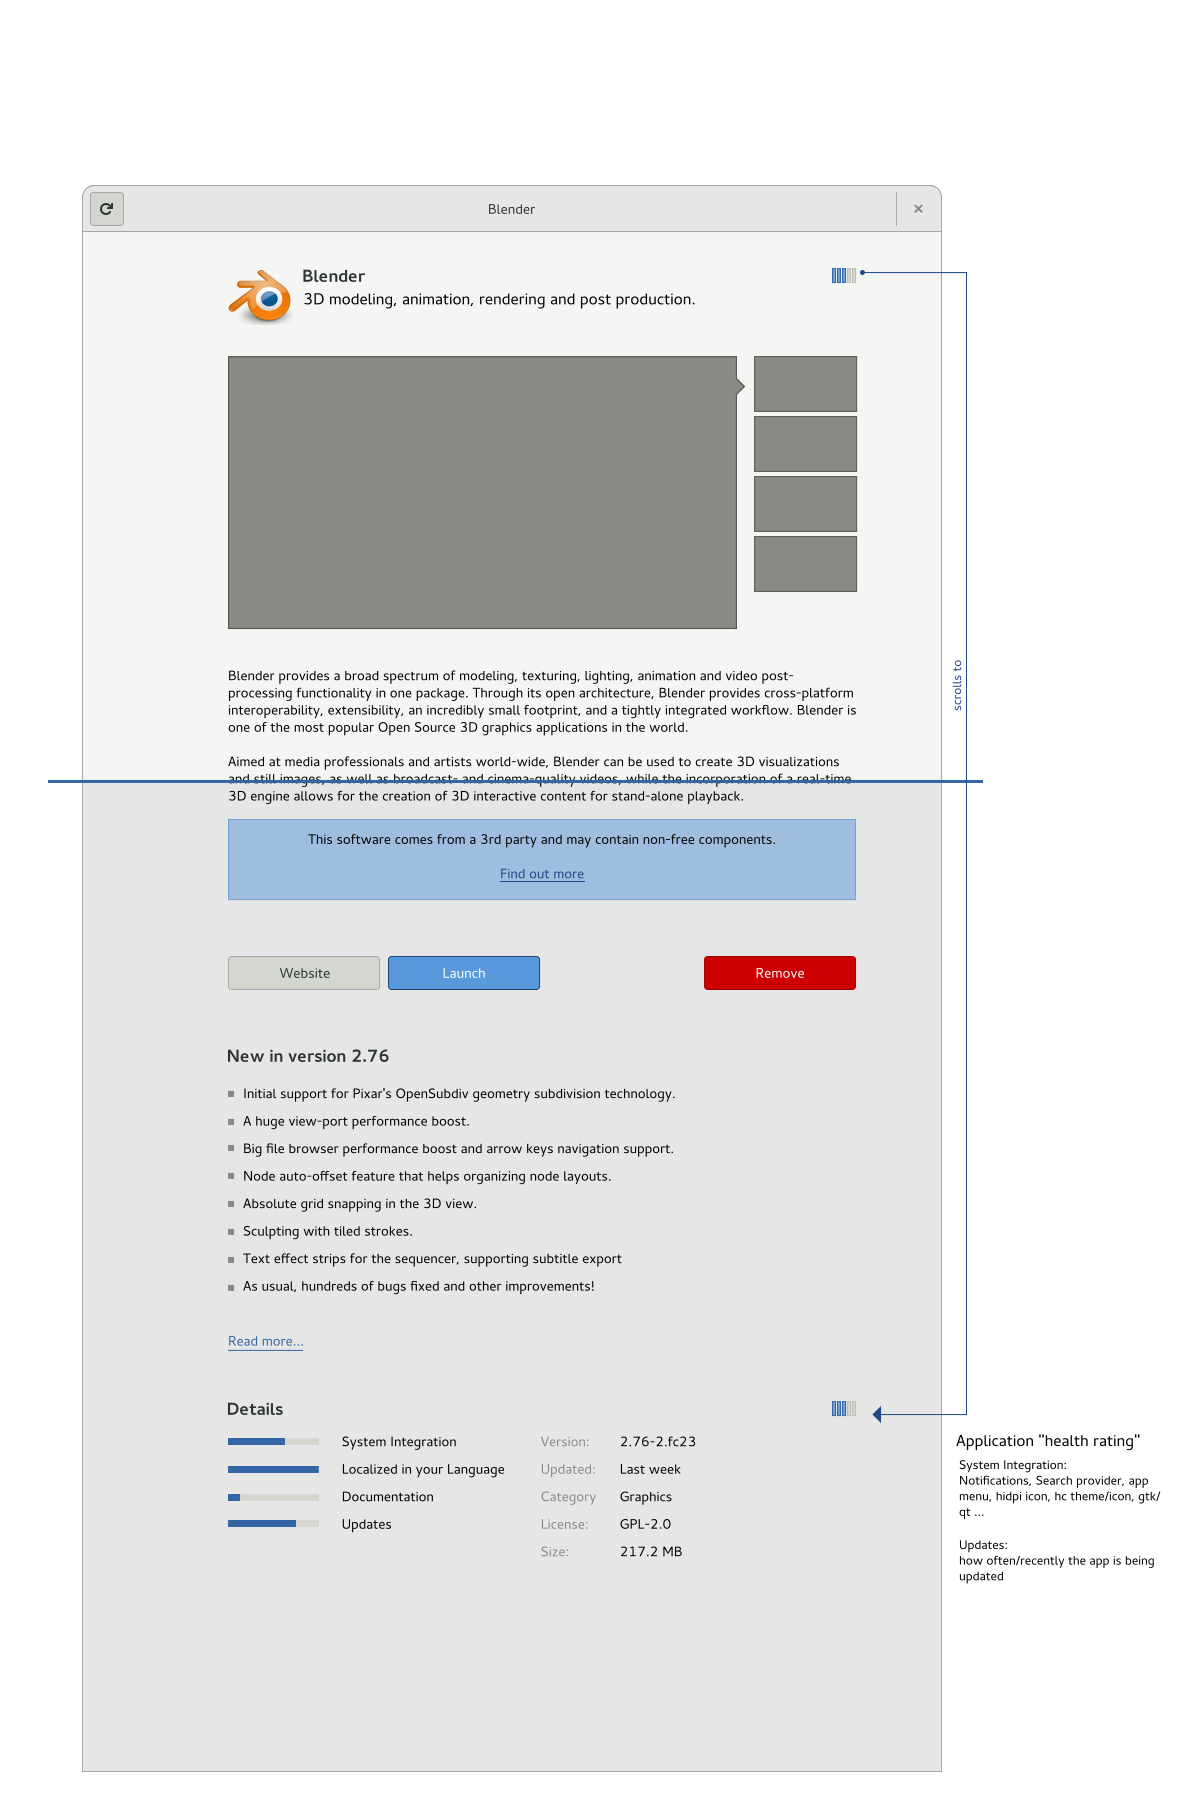 Blender
Blender
3D modeling, animation, rendering and post production.
scrolls to
Blender provides a broad spectrum of modeling, texturing, lighting, animation and video post-
processing functionality in one package. Through its open architecture, Blender provides cross-platform
interoperability, extensibility, an incredibly small footprint, and a tightly integrated workflow. Blender is
one of the most popular Open Source 3D graphics applications in the world.
Aimed at media professionals and artists world-wide, Blender can be used to create 3D visualizations
and still images, as well as broadcast- and cinema-quality videos, while the incorporation of a real-time
3D engine allows for the creation of 3D interactive content for stand-alone playback.
This software comes from a 3rd party and may contain non-free components.
Find out more
Website
Launch
Remove
New in version 2.76
Initial support for Pixar's OpenSubdiv geometry subdivision technology.
A huge view-port performance boost.
Big file browser performance boost and arrow keys navigation support.
Node auto-offset feature that helps organizing node layouts.
Absolute grid snapping in the 3D view.
Sculpting with tiled strokes.
Text effect strips for the sequencer, supporting subtitle export
As usual, hundreds of bugs fixed and other improvements!
Read more...
Details
System Integration
Localized in your Language
Documentation
Updates
Version: 2.76-2.fc23
Updated: Last week
Category Graphics
License: GPL-2.0
Size: 217.2 MB
Application "health rating"
System Integration:
Notifications, Search provider, app
menu, hidpi icon, hc theme/icon, gtk/
qt ...
Updates:
how often/recently the app is being
updated